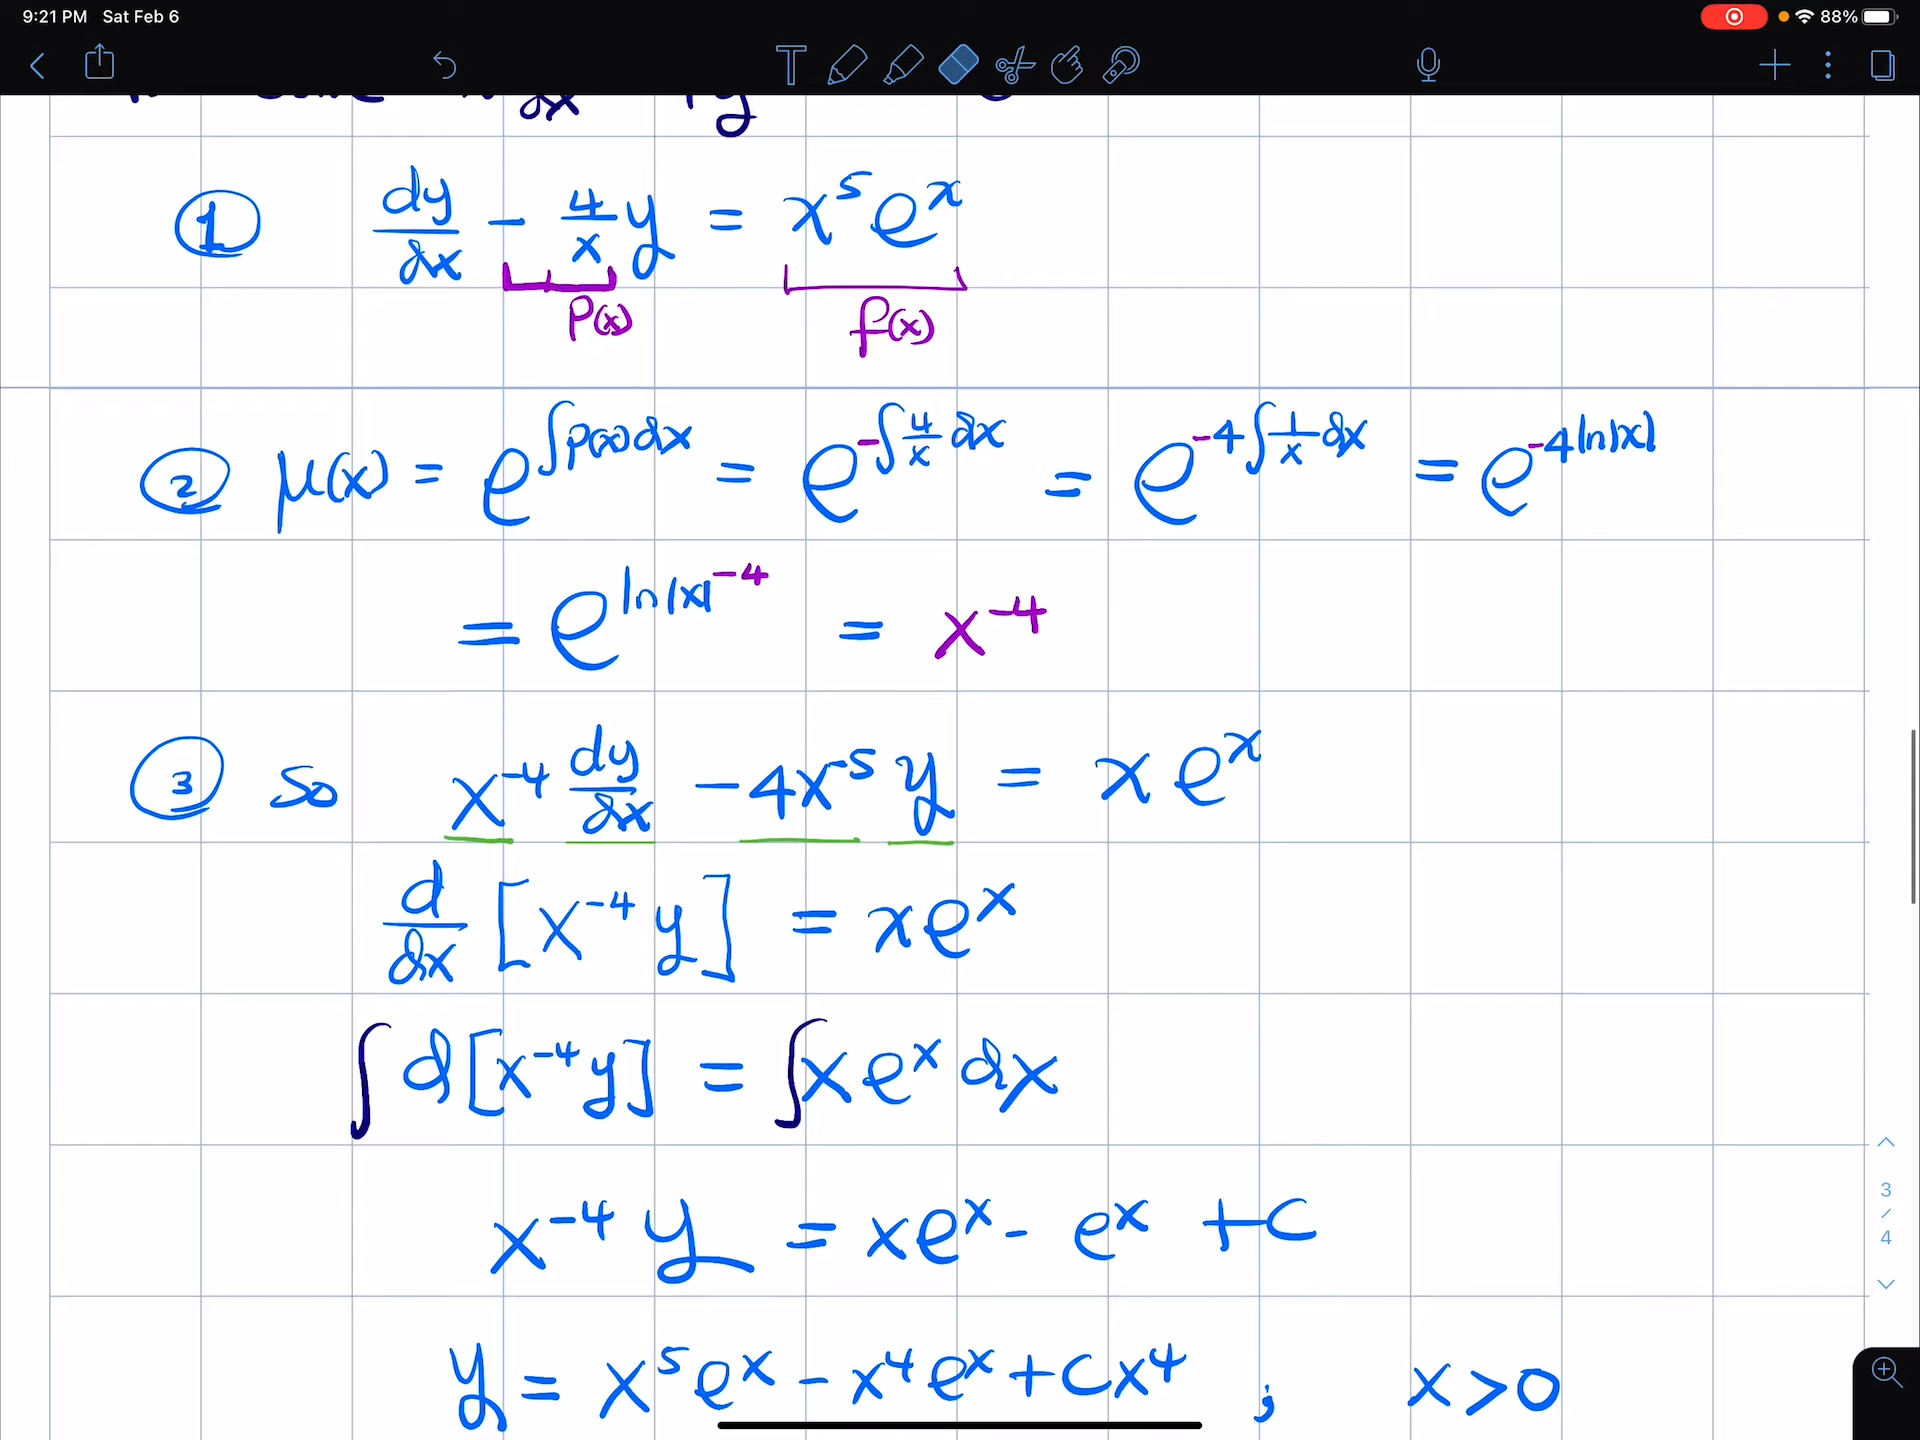 9:21 PM Sat Feb 6
88%
① dy/dx - 4/x y = x⁵eˣ
P(x) f(x)
② μ(x) = e^∫P(x)dx = e^-∫4/x dx = e^-4∫1/x dx = e^-4ln|x|
= e^ln|x|^-4 = x⁻⁴
③ so x⁻⁴ dy/dx - 4x⁻⁵ y = x eˣ
d/dx [x⁻⁴ y] = xeˣ
∫ d[x⁻⁴y] = ∫xeˣ dx
x⁻⁴ y = xeˣ - eˣ + c
y = x⁵eˣ - x⁴eˣ + cx⁴ ; x > 0
3 / 4